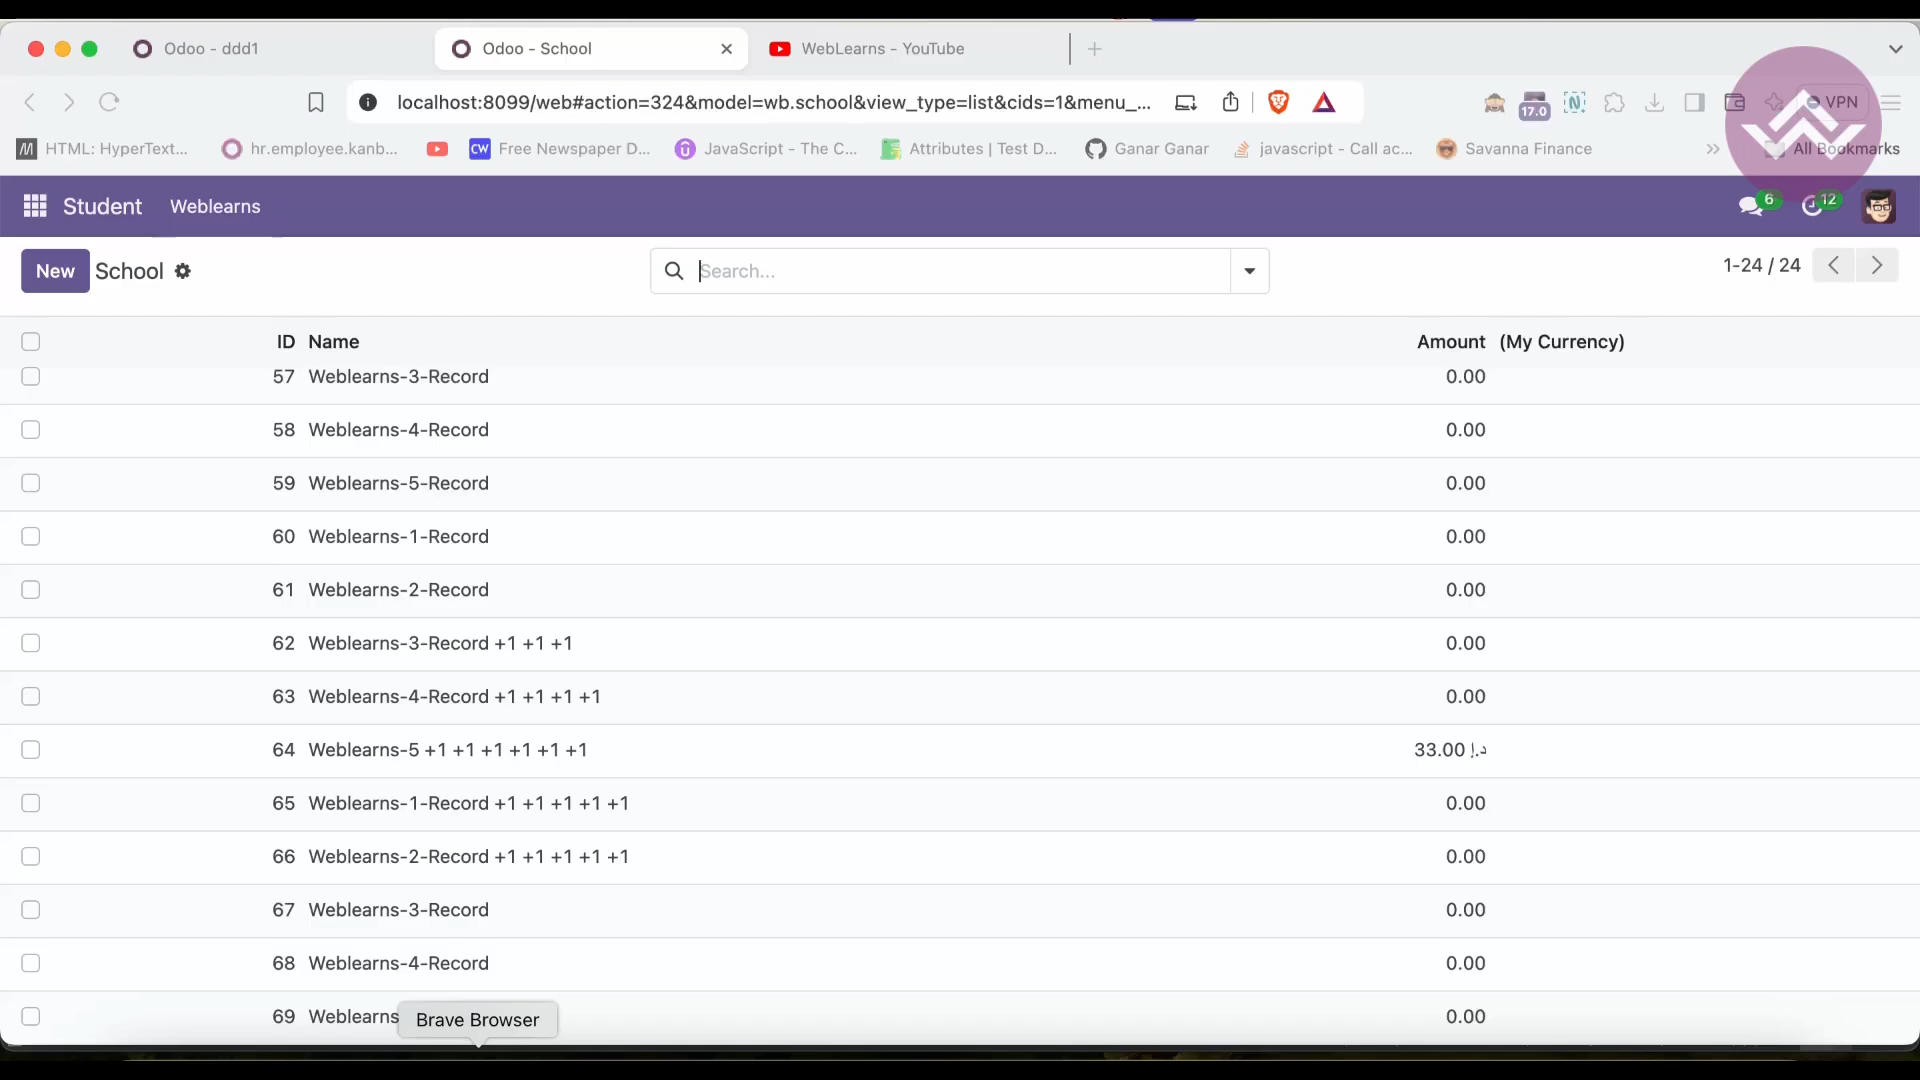 Odoo - ddd1
Odoo - School
WebLearns - YouTube
localhost:8099/web#action=324&model=wb.school&view_type=list&cids=1&menu_...
17.0
VPN
HTML: HyperText...
hr.employee.kanb...
CW Free Newspaper D...
JavaScript - The C...
Attributes | Test D...
Ganar Ganar
javascript - Call ac...
Savanna Finance
All Bookmarks
Student
Weblearns
6
12
New
School
Search...
1-24 / 24
ID Name Amount (My Currency)
57 Weblearns-3-Record 0.00
58 Weblearns-4-Record 0.00
59 Weblearns-5-Record 0.00
60 Weblearns-1-Record 0.00
61 Weblearns-2-Record 0.00
62 Weblearns-3-Record +1 +1 +1 0.00
63 Weblearns-4-Record +1 +1 +1 +1 0.00
64 Weblearns-5 +1 +1 +1 +1 +1 +1 33.00 د.إ
65 Weblearns-1-Record +1 +1 +1 +1 +1 0.00
66 Weblearns-2-Record +1 +1 +1 +1 +1 0.00
67 Weblearns-3-Record 0.00
68 Weblearns-4-Record 0.00
69 Weblearns 0.00
Brave Browser